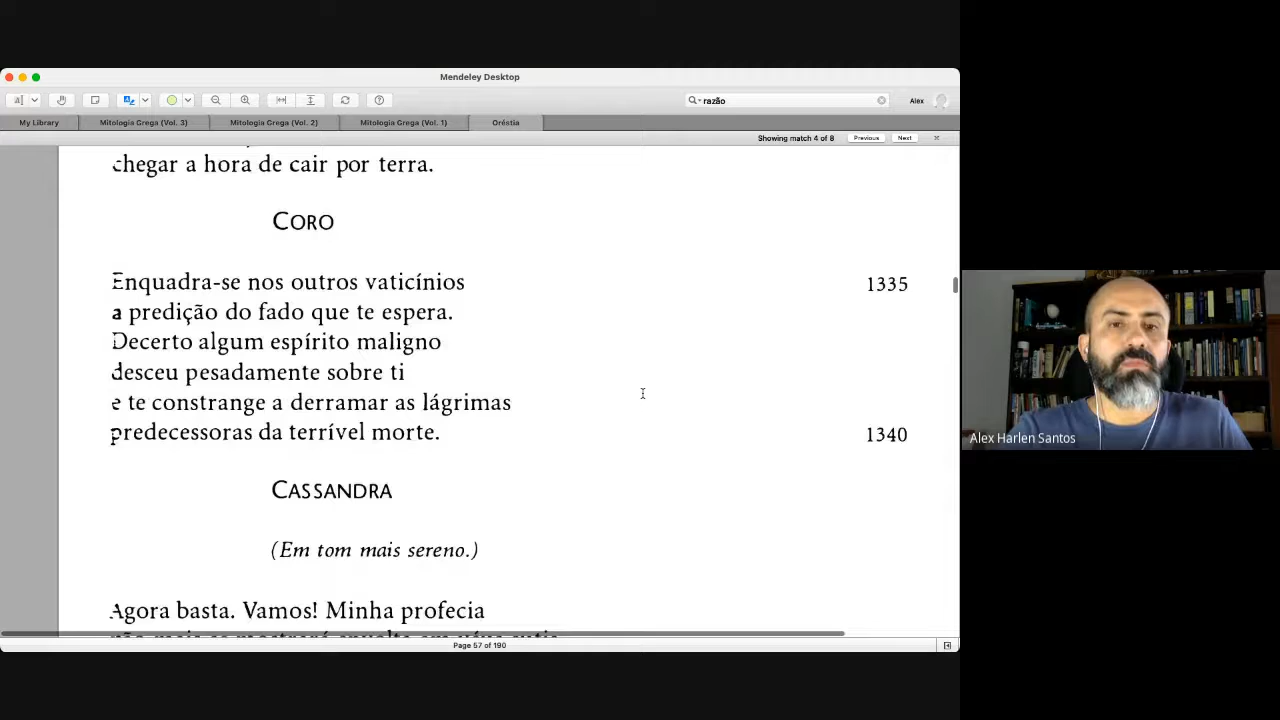 Mendeley Desktop
razão
Alex
My Library
Mitologia Grega (Vol. 3)
Mitologia Grega (Vol. 2)
Mitologia Grega (Vol. 1)
Oréstia
Showing match 4 of 8
Previous
Next
chegar a hora de cair por terra.
CORO
Enquadra-se nos outros vaticínios 1335
a predição do fado que te espera.
Decerto algum espírito maligno
desceu pesadamente sobre ti
e te constrange a derramar as lágrimas
predecessoras da terrível morte. 1340
CASSANDRA
(Em tom mais sereno.)
Agora basta. Vamos! Minha profecia
Page 57 of 190
Alex Harlen Santos